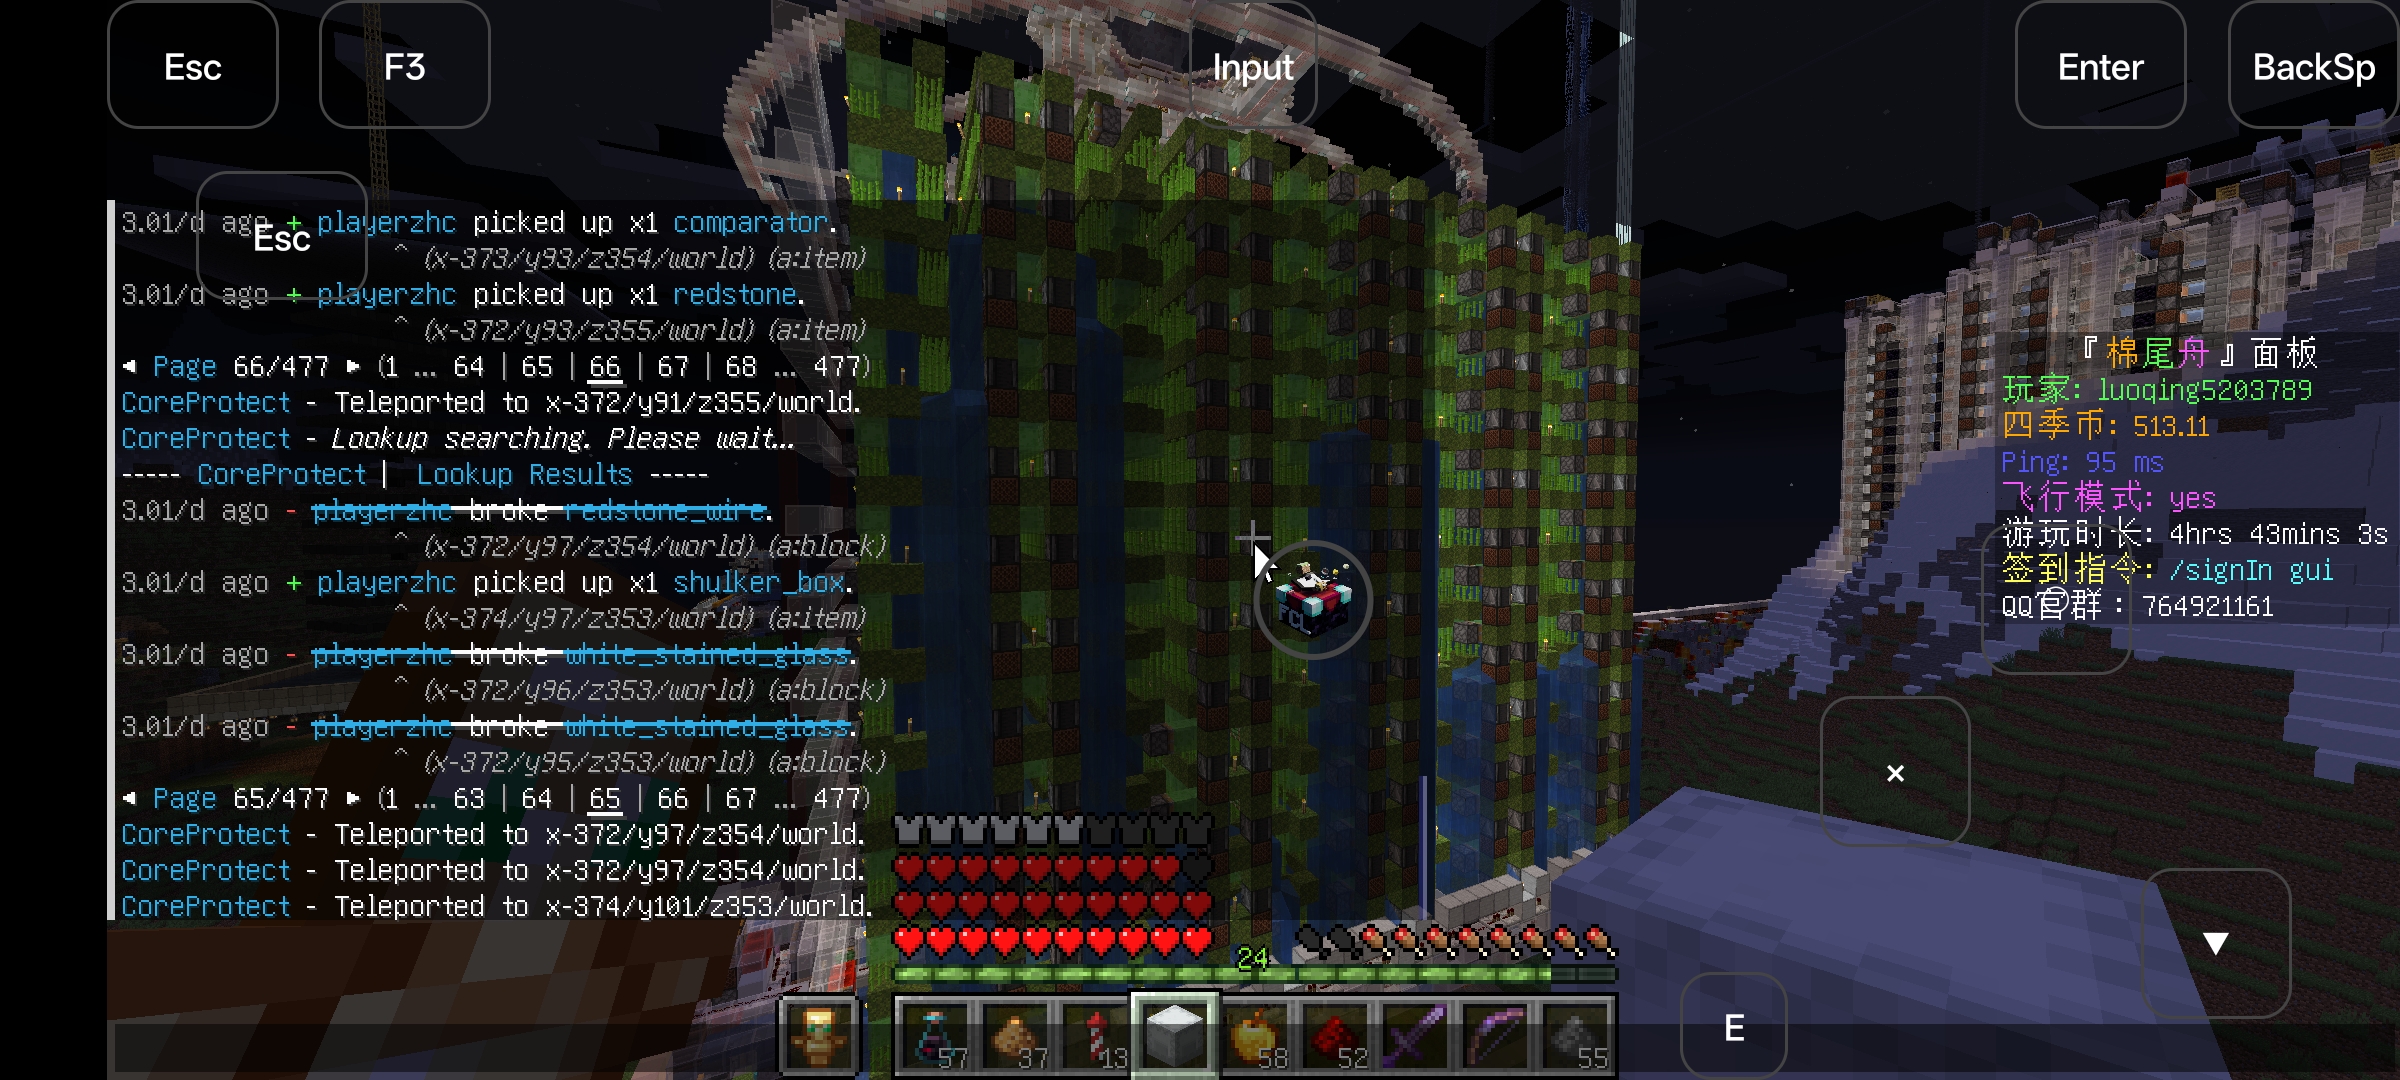 Esc
F3
Input
Enter
BackSp
Esc
3.01/d ago + playerzhc picked up x1 comparator.
^ (x-373/y93/z354/world) (a:item)
3.01/d ago + playerzhc picked up x1 redstone.
^ (x-372/y93/z355/world) (a:item)
◀ Page 66/477 ▶ (1 ... 64 | 65 | 66 | 67 | 68 ... 477)
CoreProtect - Teleported to x-372/y91/z355/world.
CoreProtect - Lookup searching. Please wait...
----- CoreProtect | Lookup Results -----
3.01/d ago - playerzhc broke redstone_wire.
^ (x-372/y97/z354/world) (a:block)
3.01/d ago + playerzhc picked up x1 shulker_box.
^ (x-374/y97/z353/world) (a:item)
3.01/d ago - playerzhc broke white_stained_glass.
^ (x-372/y96/z353/world) (a:block)
3.01/d ago - playerzhc broke white_stained_glass.
^ (x-372/y95/z353/world) (a:block)
◀ Page 65/477 ▶ (1 ... 63 | 64 | 65 | 66 | 67 ... 477)
CoreProtect - Teleported to x-372/y97/z354/world.
CoreProtect - Teleported to x-372/y97/z354/world.
CoreProtect - Teleported to x-374/y101/z353/world.
『棉尾舟』面板
玩家: luoqing5203789
四季币: 513.11
Ping: 95 ms
飞行模式: yes
游玩时长: 4hrs 43mins 3s
签到指令: /signIn gui
QQ官群: 764921161
FCL
×
▼
E
24
57
37
13
58
52
55